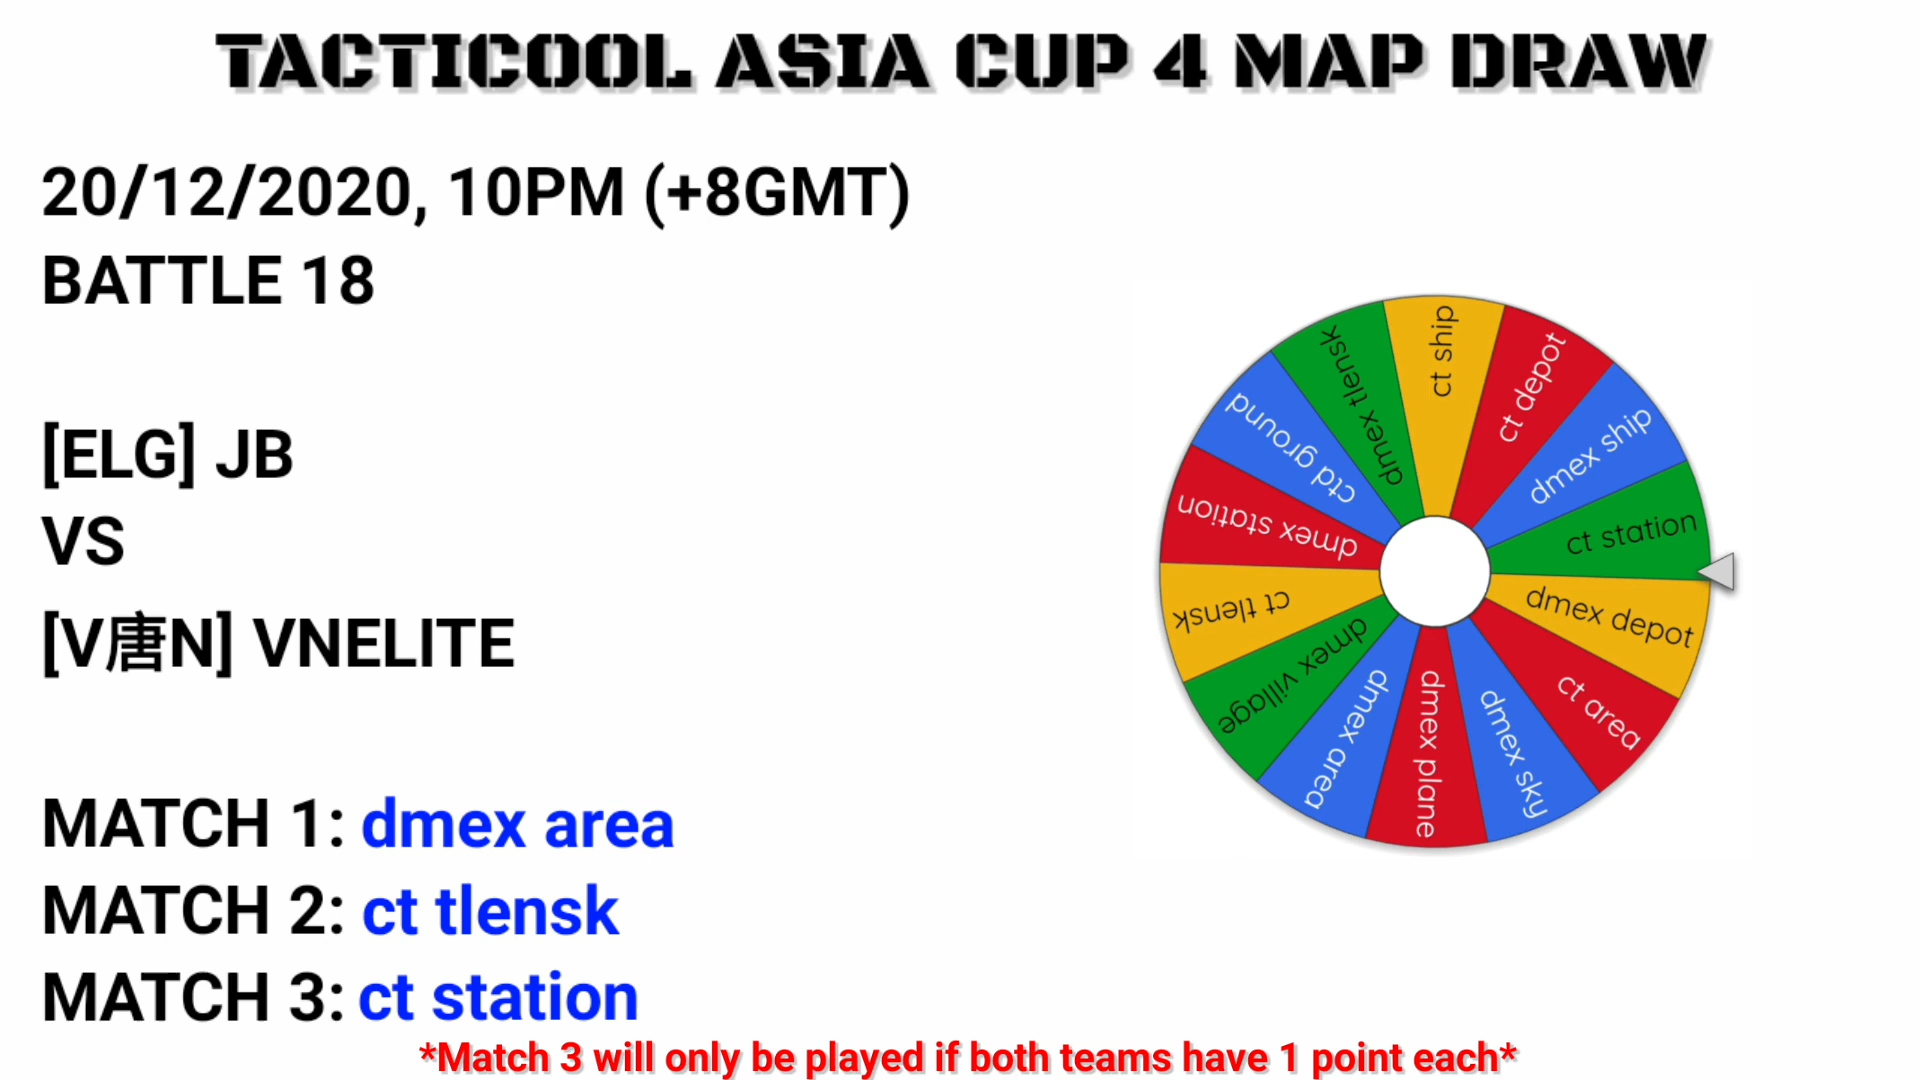 TACTICOOL ASIA CUP 4 MAP DRAW
20/12/2020, 10PM (+8GMT)
BATTLE 18
[ELG] JB
VS
[V唐N] VNELITE
MATCH 1: dmex area
MATCH 2: ct tlensk
MATCH 3: ct station
*Match 3 will only be played if both teams have 1 point each*
ct ship
ct depot
dmex ship
ct station
dmex depot
ct area
dmex sky
dmex plane
dmex area
dmex village
ct tlensk
dmex station
ctd ground
dmex tlensk